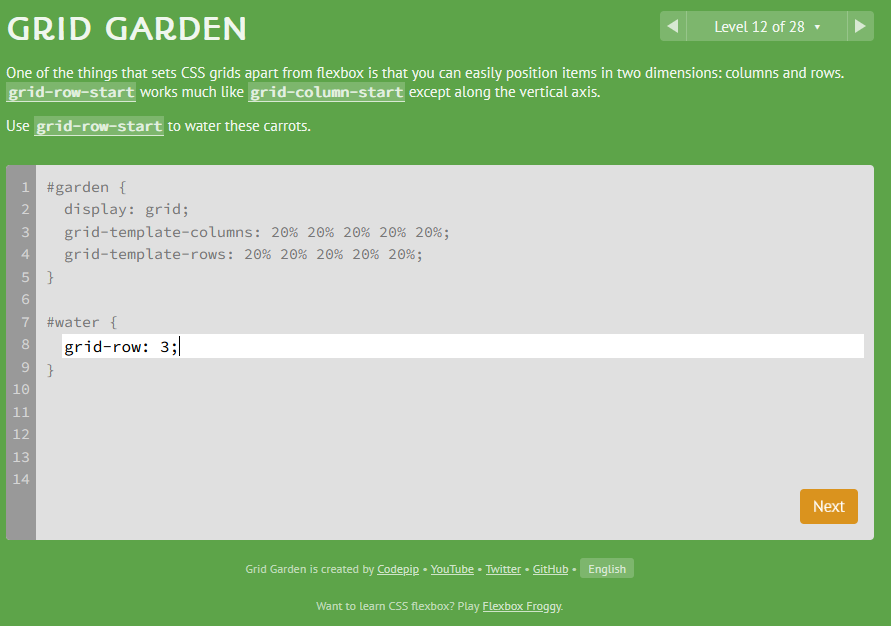 GRID GARDEN
◀ Level 12 of 28 ▾ ▶
One of the things that sets CSS grids apart from flexbox is that you can easily position items in two dimensions: columns and rows.
grid-row-start works much like grid-column-start except along the vertical axis.
Use grid-row-start to water these carrots.
1 #garden {
2 display: grid;
3 grid-template-columns: 20% 20% 20% 20% 20%;
4 grid-template-rows: 20% 20% 20% 20% 20%;
5 }
6
7 #water {
8 grid-row: 3;
9 }
10
11
12
13
14
Next
Grid Garden is created by Codepip • YouTube • Twitter • GitHub • English
Want to learn CSS flexbox? Play Flexbox Froggy.